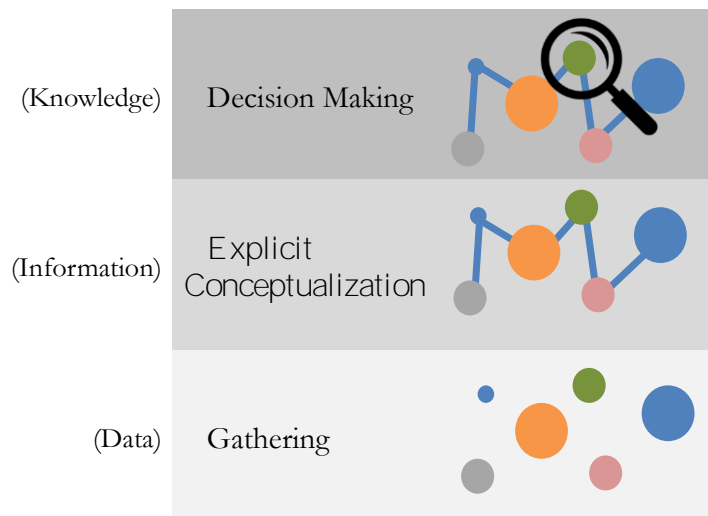 (Knowledge) Decision Making
(Information) Explicit
Conceptualization
(Data) Gathering